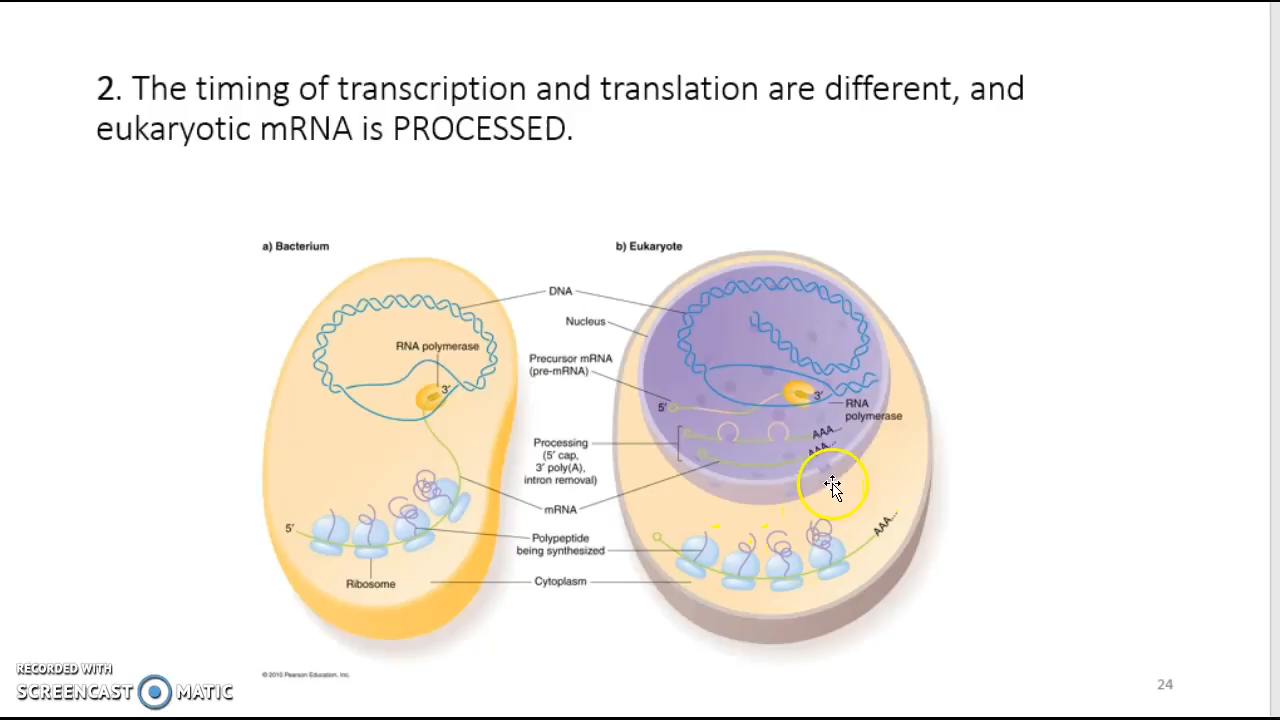 2. The timing of transcription and translation are different, and
eukaryotic mRNA is PROCESSED.
a) Bacterium
b) Eukaryote
DNA
Nucleus
RNA polymerase
Precursor mRNA
(pre-mRNA)
3′
3′
5′
RNA
polymerase
AAA...
AAA...
Processing
(5′ cap,
3′ poly(A),
intron removal)
mRNA
5′
AAA...
Polypeptide
being synthesized
Ribosome
Cytoplasm
© 2010 Pearson Education, Inc.
RECORDED WITH
SCREENCAST MATIC
24